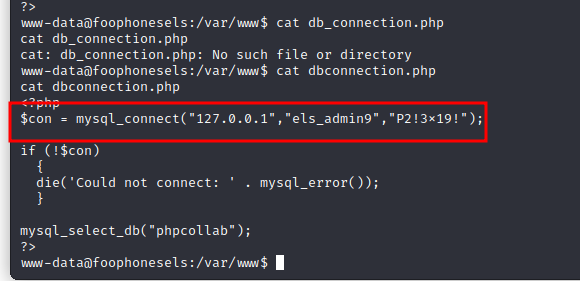 ?>
www-data@foophonesels:/var/www$ cat db_connection.php
cat db_connection.php
cat: db_connection.php: No such file or directory
www-data@foophonesels:/var/www$ cat dbconnection.php
cat dbconnection.php
<?php
$con = mysql_connect("127.0.0.1","els_admin9","P2!3×19!");
if (!$con)
{
die('Could not connect: ' . mysql_error());
}
mysql_select_db("phpcollab");
?>
www-data@foophonesels:/var/www$